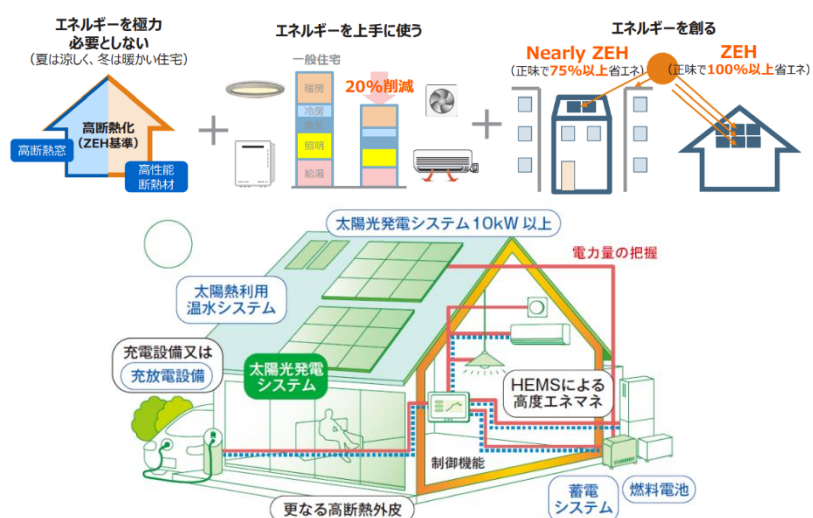 エネルギーを極力
必要としない
(夏は涼しく、冬は暖かい住宅)
高断熱化
(ZEH基準)
高断熱窓
高性能
断熱材
エネルギーを上手に使う
一般住宅
20%削減
暖房
冷房
換気
照明
給湯
エネルギーを創る
Nearly ZEH
(正味で75%以上省エネ)
ZEH
(正味で100%以上省エネ)
太陽光発電システム10kW以上
電力量の把握
太陽熱利用
温水システム
充電設備又は
充放電設備
太陽光発電
システム
HEMSによる
高度エネマネ
制御機能
更なる高断熱外皮
蓄電
システム
燃料電池